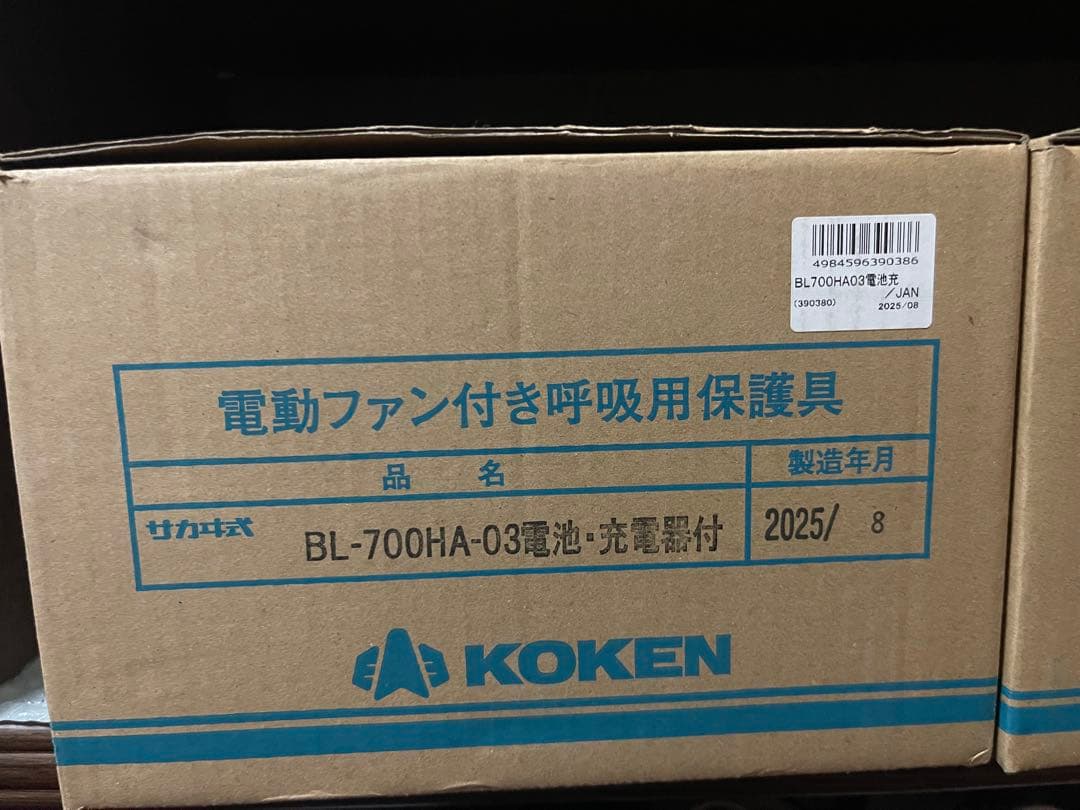 4984596390386
BL700HA03電池充
／JAN
(390380)
2025/08
電動ファン付き呼吸用保護具
品 名
製造年月
サカヰ式
BL-700HA-03電池・充電器付
2025/ 8
KOKEN